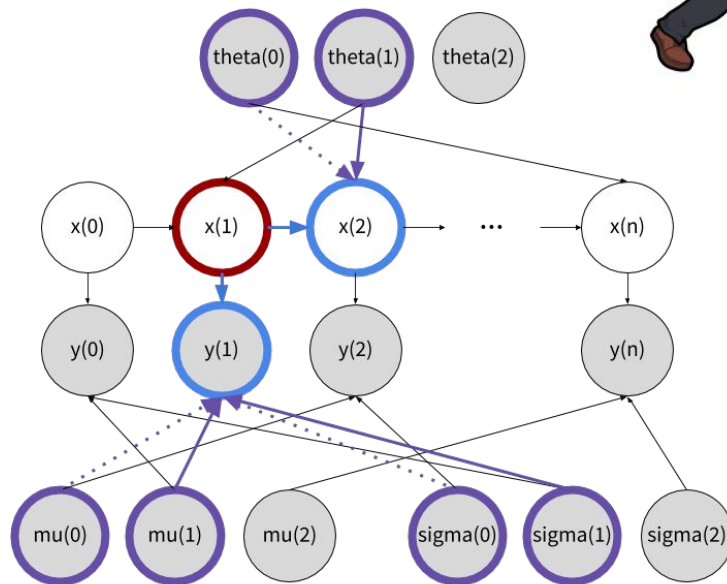 theta(0) theta(1) theta(2)
x(0) x(1) x(2) ... x(n)
y(0) y(1) y(2) y(n)
mu(0) mu(1) mu(2) sigma(0) sigma(1) sigma(2)